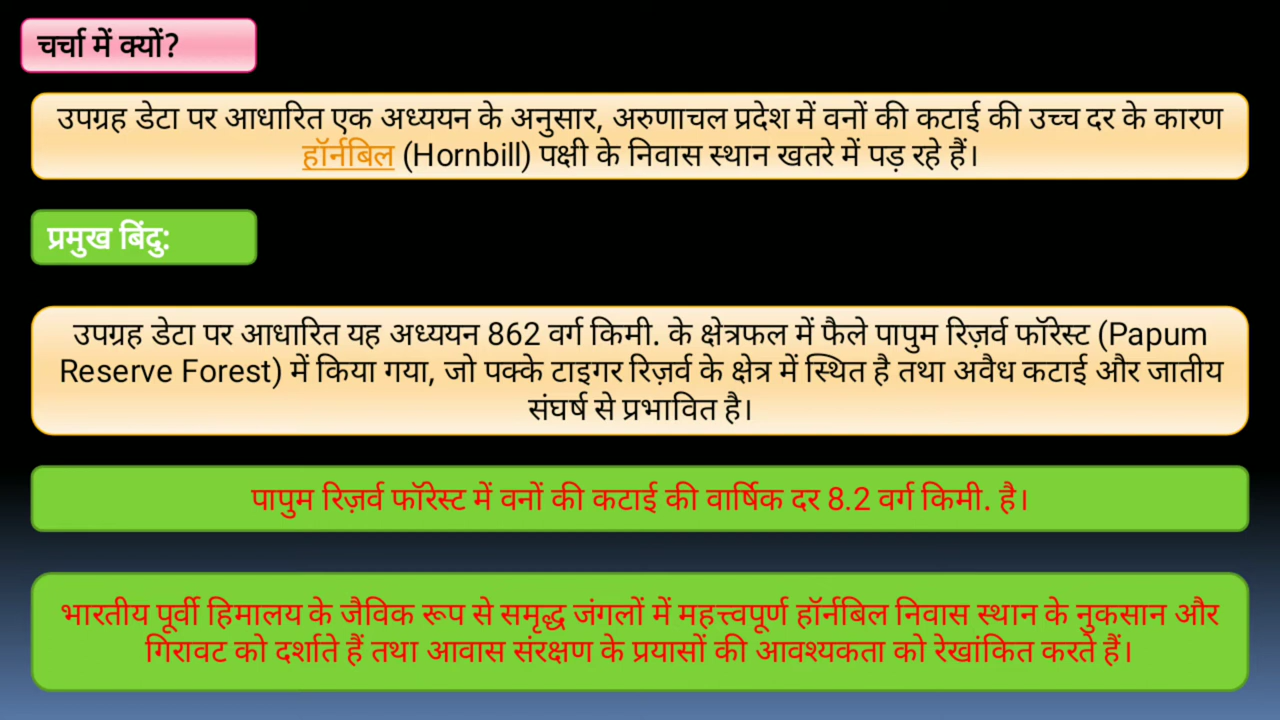 चर्चा में क्यों?
उपग्रह डेटा पर आधारित एक अध्ययन के अनुसार, अरुणाचल प्रदेश में वनों की कटाई की उच्च दर के कारण
हॉर्नबिल (Hornbill) पक्षी के निवास स्थान खतरे में पड़ रहे हैं।
प्रमुख बिंदु:
उपग्रह डेटा पर आधारित यह अध्ययन 862 वर्ग किमी. के क्षेत्रफल में फैले पापुम रिज़र्व फॉरेस्ट (Papum
Reserve Forest) में किया गया, जो पक्के टाइगर रिज़र्व के क्षेत्र में स्थित है तथा अवैध कटाई और जातीय
संघर्ष से प्रभावित है।
पापुम रिज़र्व फॉरेस्ट में वनों की कटाई की वार्षिक दर 8.2 वर्ग किमी. है।
भारतीय पूर्वी हिमालय के जैविक रूप से समृद्ध जंगलों में महत्त्वपूर्ण हॉर्नबिल निवास स्थान के नुकसान और
गिरावट को दर्शाते हैं तथा आवास संरक्षण के प्रयासों की आवश्यकता को रेखांकित करते हैं।